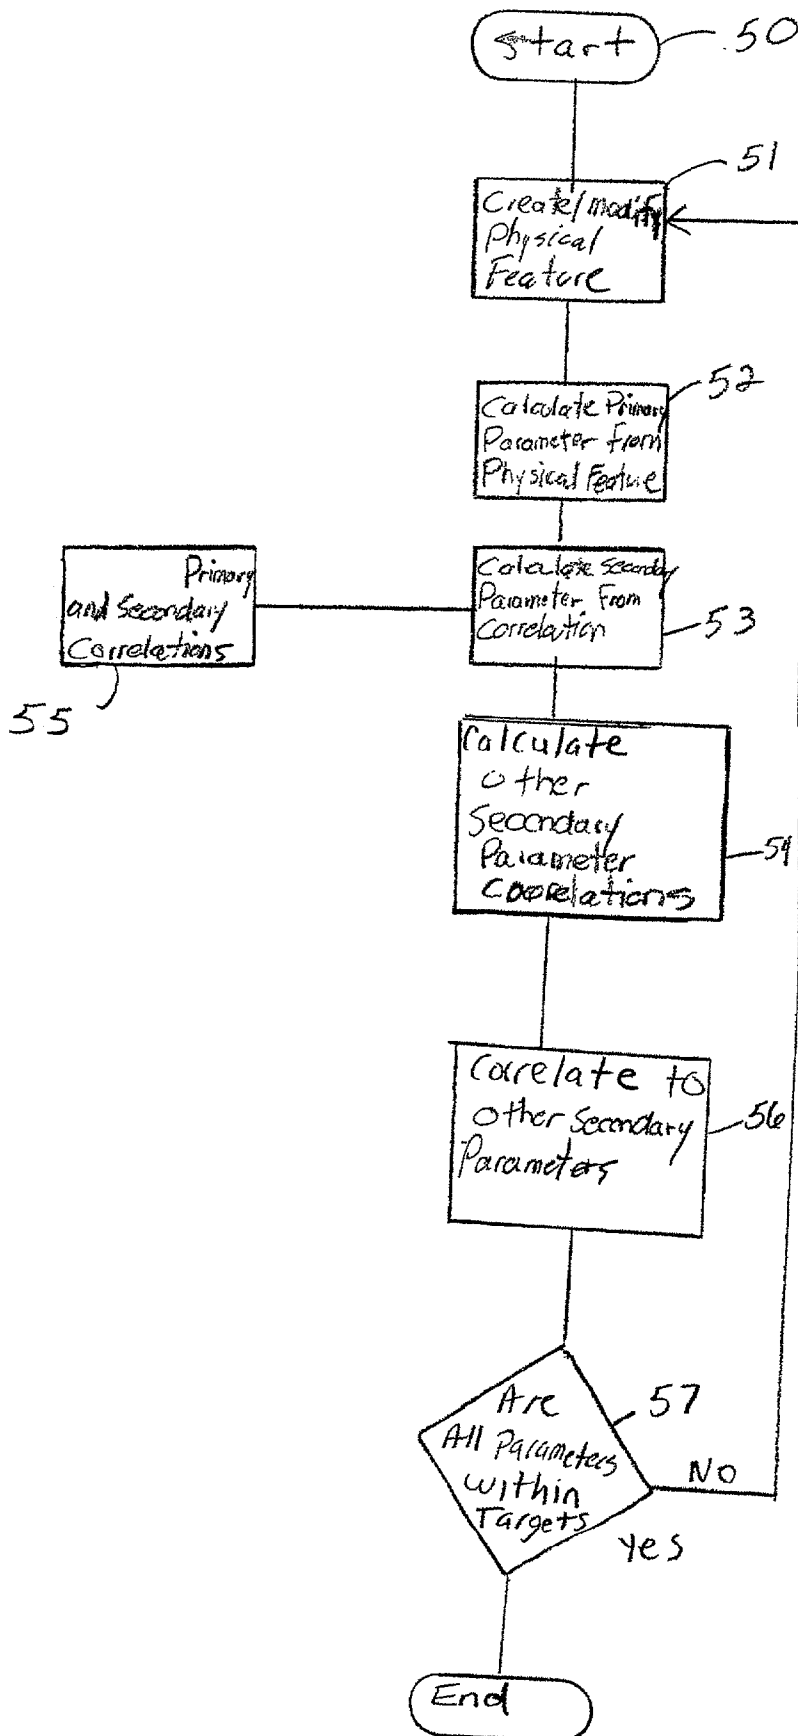 Start
50
51
Create/modify
Physical
Feature
52
Calculate Primary
Parameter From
Physical Feature
Primary
and Secondary
Correlations
55
Calculate Secondary
Parameter From
Correlation
53
Calculate
other
Secondary
Parameter
Coorelations
54
Correlate to
other Secondary
Parameters
56
Are
All Parameters
within
Targets
57
NO
Yes
End